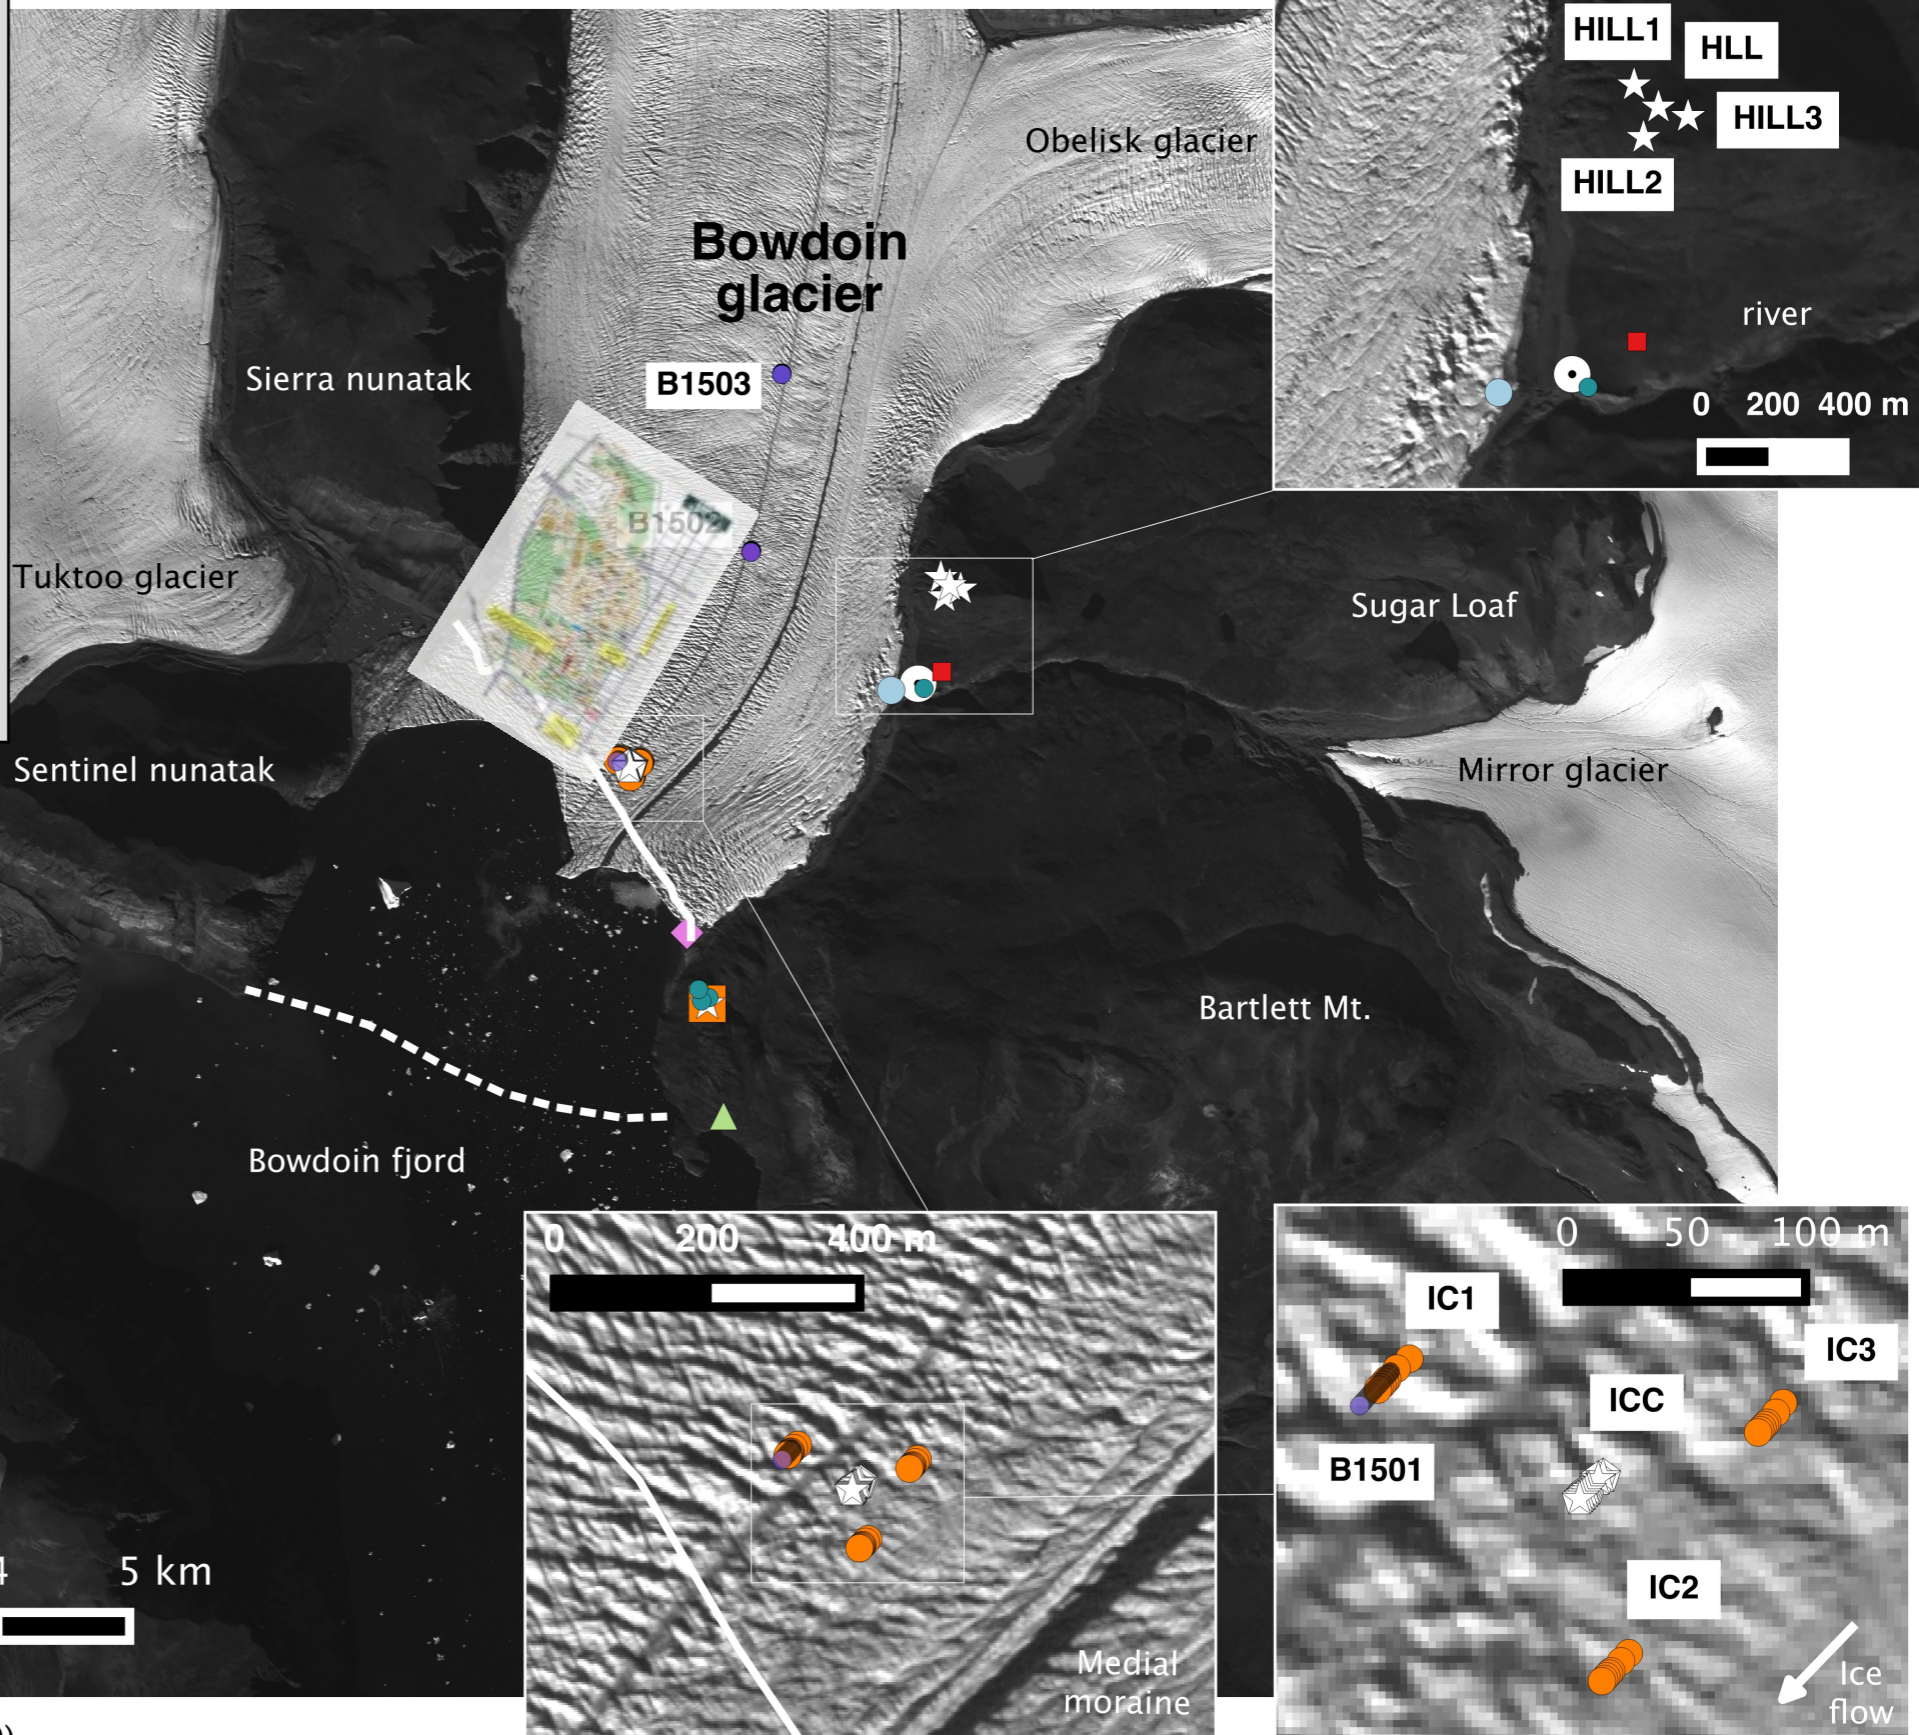 HILL1
HLL
HILL3
HILL2
river
0 200 400 m
Obelisk glacier
Bowdoin
glacier
Sierra nunatak
B1503
B1502
Tuktoo glacier
Sugar Loaf
Sentinel nunatak
Mirror glacier
Bartlett Mt.
Bowdoin fjord
4 5 km
0 200 400 m
Medial
moraine
0 50 100 m
IC1
IC3
ICC
B1501
IC2
Ice
flow